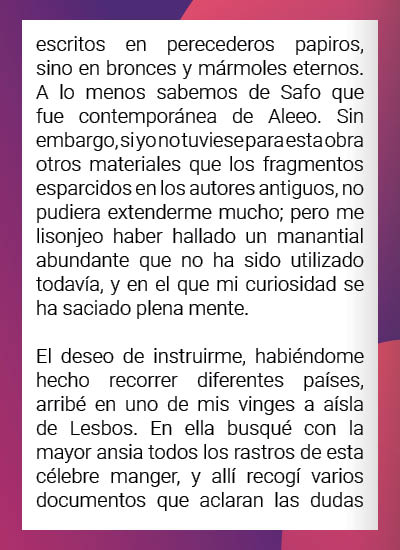 escritos en perecederos papiros,
sino en bronces y mármoles eternos.
A lo menos sabemos de Safo que
fue contemporánea de Aleeo. Sin
embargo, si yo no tuviese para esta obra
otros materiales que los fragmentos
esparcidos en los autores antiguos, no
pudiera extenderme mucho; pero me
lisonjeo haber hallado un manantial
abundante que no ha sido utilizado
todavía, y en el que mi curiosidad se
ha saciado plena mente.

El deseo de instruirme, habiéndome
hecho recorrer diferentes países,
arribé en uno de mis vinges a aísla
de Lesbos. En ella busqué con la
mayor ansia todos los rastros de esta
célebre manger, y allí recogí varios
documentos que aclaran las dudas